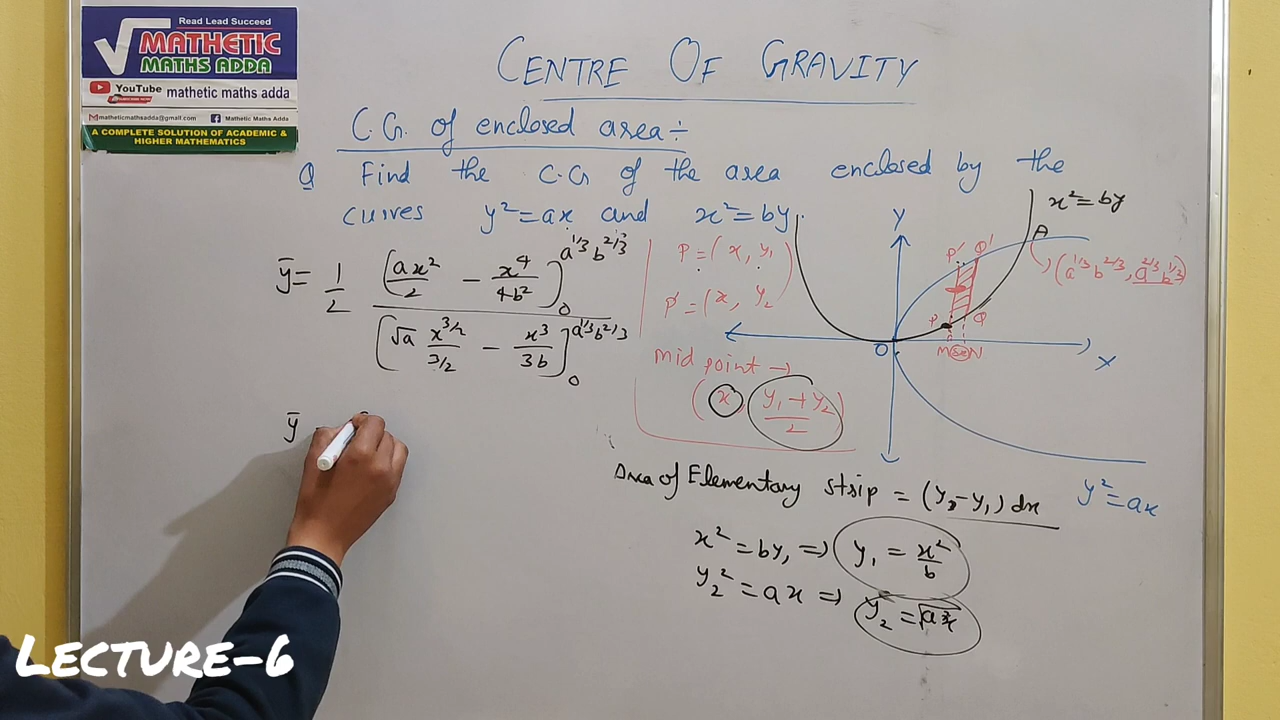 Read Lead Succeed
MATHETIC
MATHS ADDA
YouTube mathetic maths adda
matheticmathsadda@gmail.com Mathetic Maths Adda
A COMPLETE SOLUTION OF ACADEMIC &
HIGHER MATHEMATICS
CENTRE OF GRAVITY
C.G. of enclosed area÷
Q Find the C.G of the area enclosed by the
curves y²=ax and x²=by
ȳ = 1/2 [ax²/2 − x⁴/4b²]₀^{a^{1/3} b^{2/3}}
[√a x^{3/2}/3/2 − x³/3b]₀^{a^{1/3} b^{2/3}}
ȳ
P=(x, y₁)
P'=(x, y₂)
mid point →
(x, y₁+y₂/2)
x²=by
Y
A
P' Q'
(a^{1/3} b^{2/3}, a^{2/3} b^{1/3})
P Q
O M N
X
y²=ax
Area of Elementary strip = (y₂−y₁) dx
x²=by₁ ⇒ y₁ = x²/b
y₂²=ax ⇒ y₂ = √ax
LECTURE-6